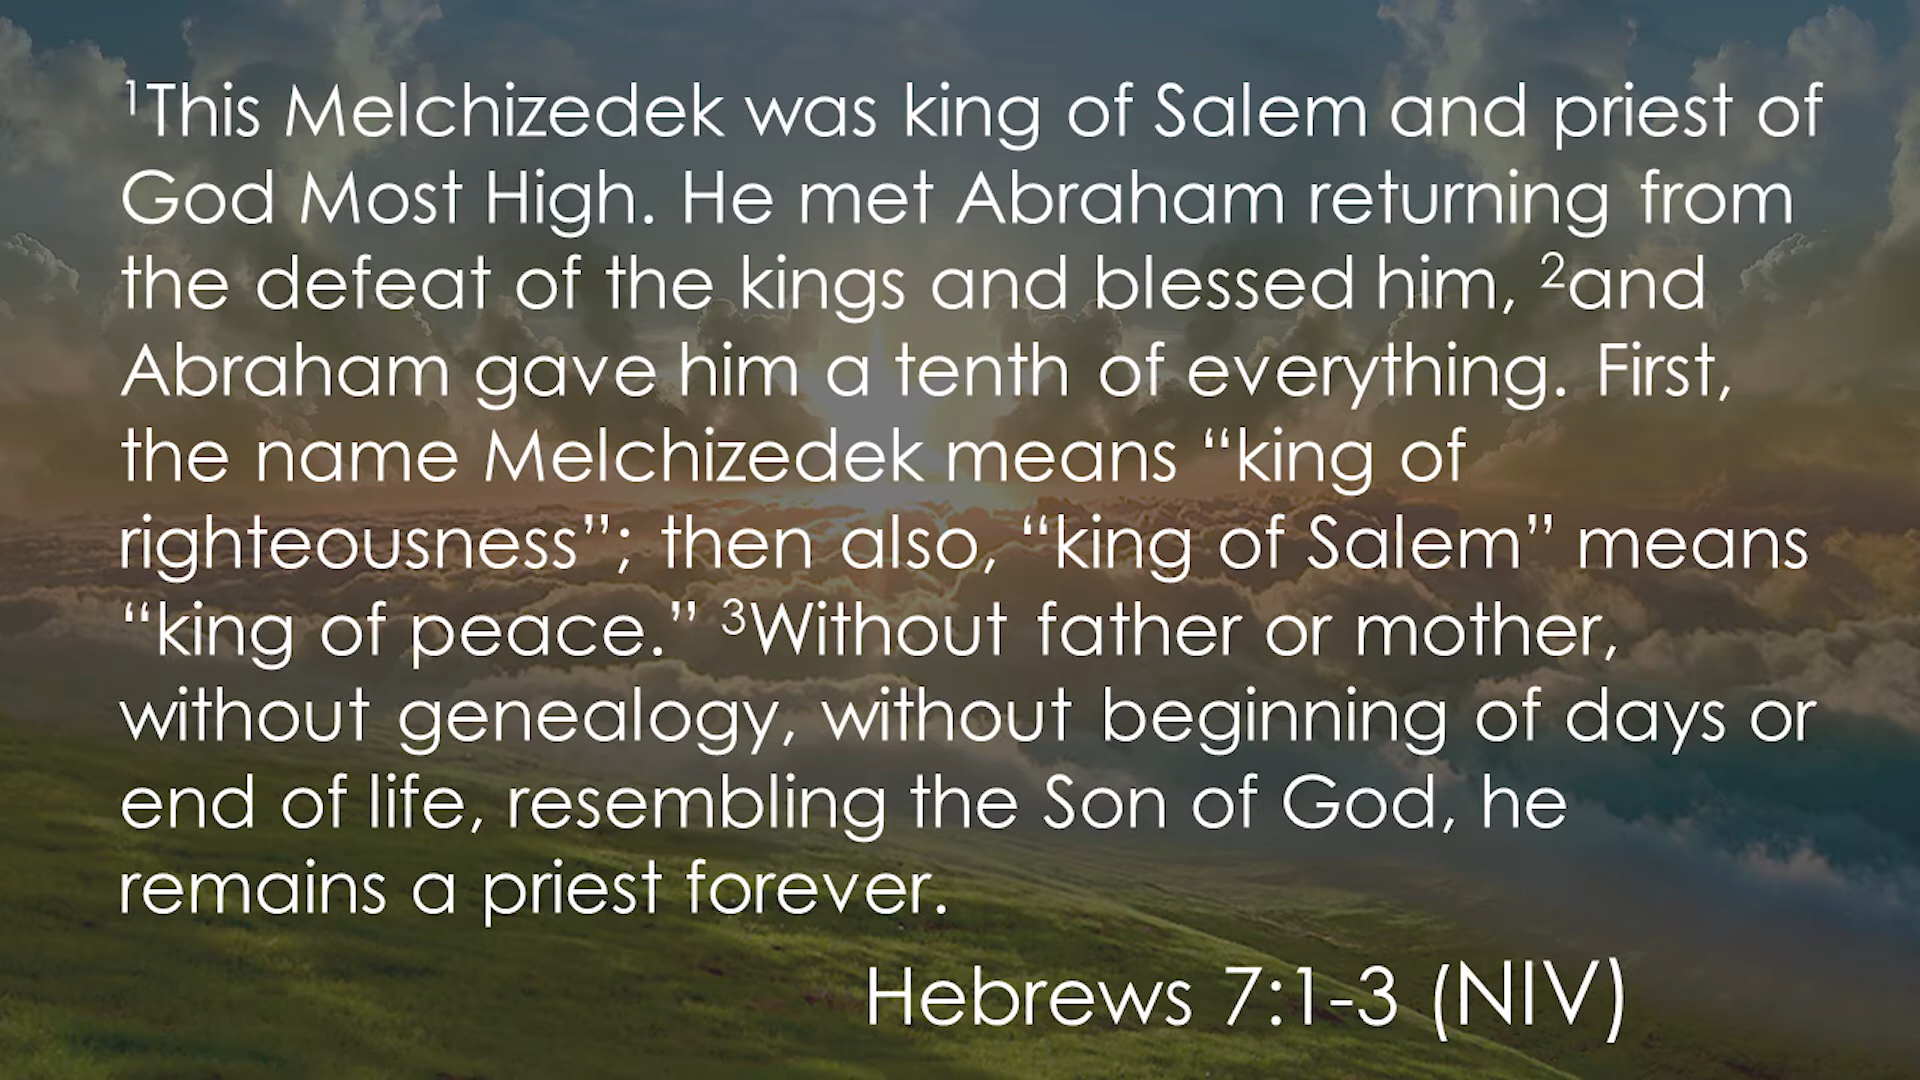 ¹This Melchizedek was king of Salem and priest of
God Most High. He met Abraham returning from
the defeat of the kings and blessed him, ²and
Abraham gave him a tenth of everything. First,
the name Melchizedek means “king of
righteousness”; then also, “king of Salem” means
“king of peace.” ³Without father or mother,
without genealogy, without beginning of days or
end of life, resembling the Son of God, he
remains a priest forever.
Hebrews 7:1-3 (NIV)